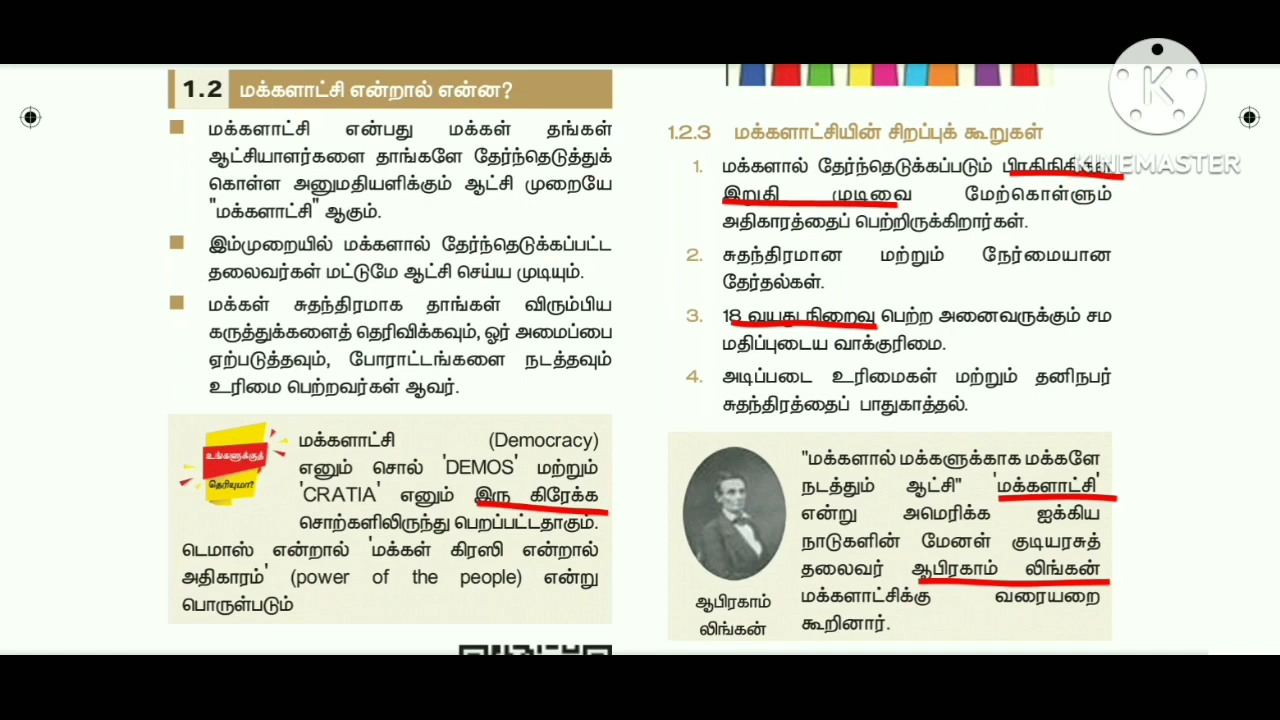 1.2 மக்களாட்சி என்றால் என்ன?
மக்களாட்சி என்பது மக்கள் தங்கள்
ஆட்சியாளர்களை தாங்களே தேர்ந்தெடுத்துக்
கொள்ள அனுமதியளிக்கும் ஆட்சி முறையே
"மக்களாட்சி" ஆகும்.
இம்முறையில் மக்களால் தேர்ந்தெடுக்கப்பட்ட
தலைவர்கள் மட்டுமே ஆட்சி செய்ய முடியும்.
மக்கள் சுதந்திரமாக தாங்கள் விரும்பிய
கருத்துக்களைத் தெரிவிக்கவும், ஓர் அமைப்பை
ஏற்படுத்தவும், போராட்டங்களை நடத்தவும்
உரிமை பெற்றவர்கள் ஆவர்.
உங்களுக்குத்
தெரியுமா?
மக்களாட்சி (Democracy)
எனும் சொல் 'DEMOS' மற்றும்
'CRATIA' எனும் இரு கிரேக்க
சொற்களிலிருந்து பெறப்பட்டதாகும்.
டெமாஸ் என்றால் 'மக்கள் கிரஸி என்றால்
அதிகாரம்' (power of the people) என்று
பொருள்படும்
1.2.3 மக்களாட்சியின் சிறப்புக் கூறுகள்
1. மக்களால் தேர்ந்தெடுக்கப்படும் பிரதிநிதிகள்
இறுதி முடிவை மேற்கொள்ளும்
அதிகாரத்தைப் பெற்றிருக்கிறார்கள்.
2. சுதந்திரமான மற்றும் நேர்மையான
தேர்தல்கள்.
3. 18 வயது நிறைவு பெற்ற அனைவருக்கும் சம
மதிப்புடைய வாக்குரிமை.
4. அடிப்படை உரிமைகள் மற்றும் தனிநபர்
சுதந்திரத்தைப் பாதுகாத்தல்.
"மக்களால் மக்களுக்காக மக்களே
நடத்தும் ஆட்சி" 'மக்களாட்சி'
என்று அமெரிக்க ஐக்கிய
நாடுகளின் மேனள் குடியரசுத்
தலைவர் ஆபிரகாம் லிங்கன்
மக்களாட்சிக்கு வரையறை
கூறினார்.
ஆபிரகாம்
லிங்கன்
K
KINEMASTER